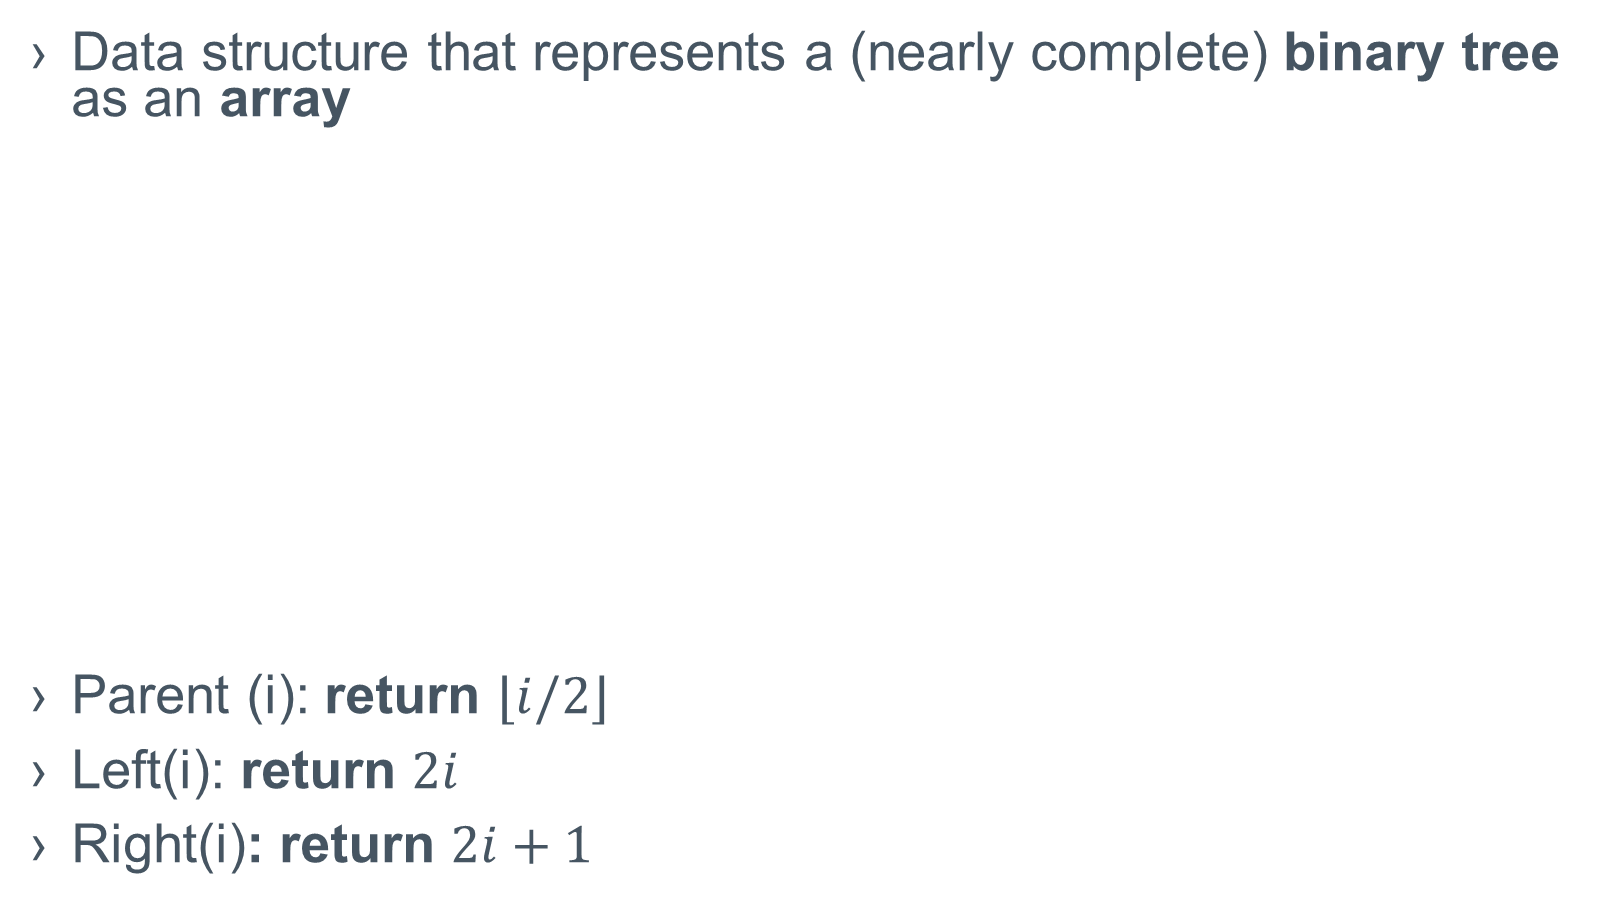 › Data structure that represents a (nearly complete) binary tree
as an array
› Parent (i): return ⌊𝑖/2⌋
› Left(i): return 2𝑖
› Right(i): return 2𝑖 + 1